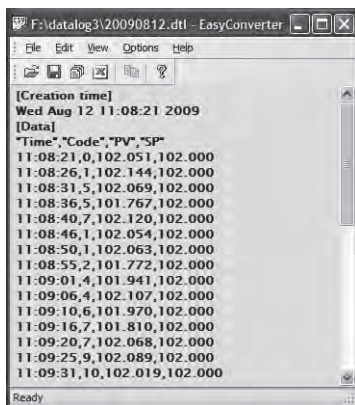 F:\datalog3\20090812.dtl - EasyConverter
File Edit View Options Help
[Creation time]
Wed Aug 12 11:08:21 2009
[Data]
"Time","Code","PV","SP"
11:08:21,0,102.051,102.000
11:08:26,1,102.144,102.000
11:08:31,5,102.069,102.000
11:08:36,5,101.767,102.000
11:08:40,7,102.120,102.000
11:08:46,1,102.054,102.000
11:08:50,1,102.063,102.000
11:08:55,2,101.772,102.000
11:09:01,4,101.941,102.000
11:09:06,4,102.107,102.000
11:09:10,6,101.970,102.000
11:09:16,7,101.810,102.000
11:09:20,7,102.068,102.000
11:09:25,9,102.089,102.000
11:09:31,10,102.019,102.000
Ready